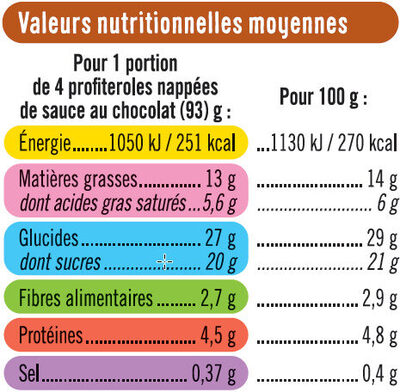 Valeurs nutritionnelles moyennes
Pour 1 portion
de 4 profiteroles nappées
de sauce au chocolat (93) g :
Pour 100 g :
Énergie........1050 kJ / 251 kcal ...1130 kJ / 270 kcal
Matières grasses............ 13 g .................... 14 g
dont acides gras saturés ...5,6 g ...................... 6 g
Glucides ........................ 27 g .................... 29 g
dont sucres ................... 20 g .................... 21 g
Fibres alimentaires ........ 2,7 g ................... 2,9 g
Protéines ....................... 4,5 g ................... 4,8 g
Sel ............................... 0,37 g ................... 0,4 g